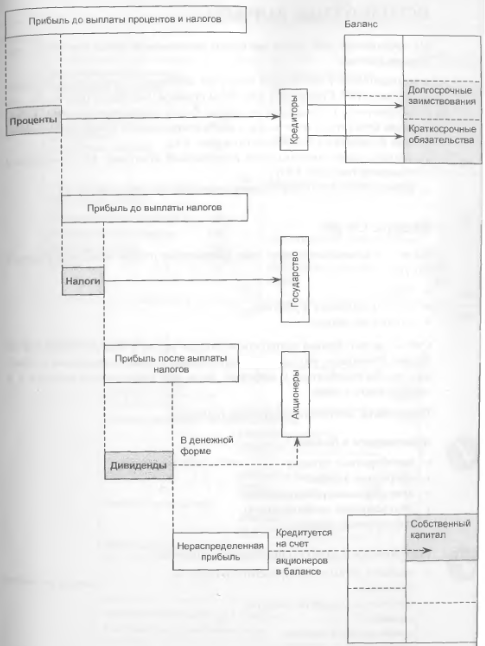 Прибыль до выплаты процентов и налогов
Баланс
Долгосрочные
заимствования
Проценты
Кредиторы
Краткосрочные
обязательства
Прибыль до выплаты налогов
Налоги
Государство
Прибыль после выплаты
налогов
Акционеры
В денежной
форме
Дивиденды
Нераспределенная
прибыль
Кредитуется
на счет
акционеров
в балансе
Собственный
капитал